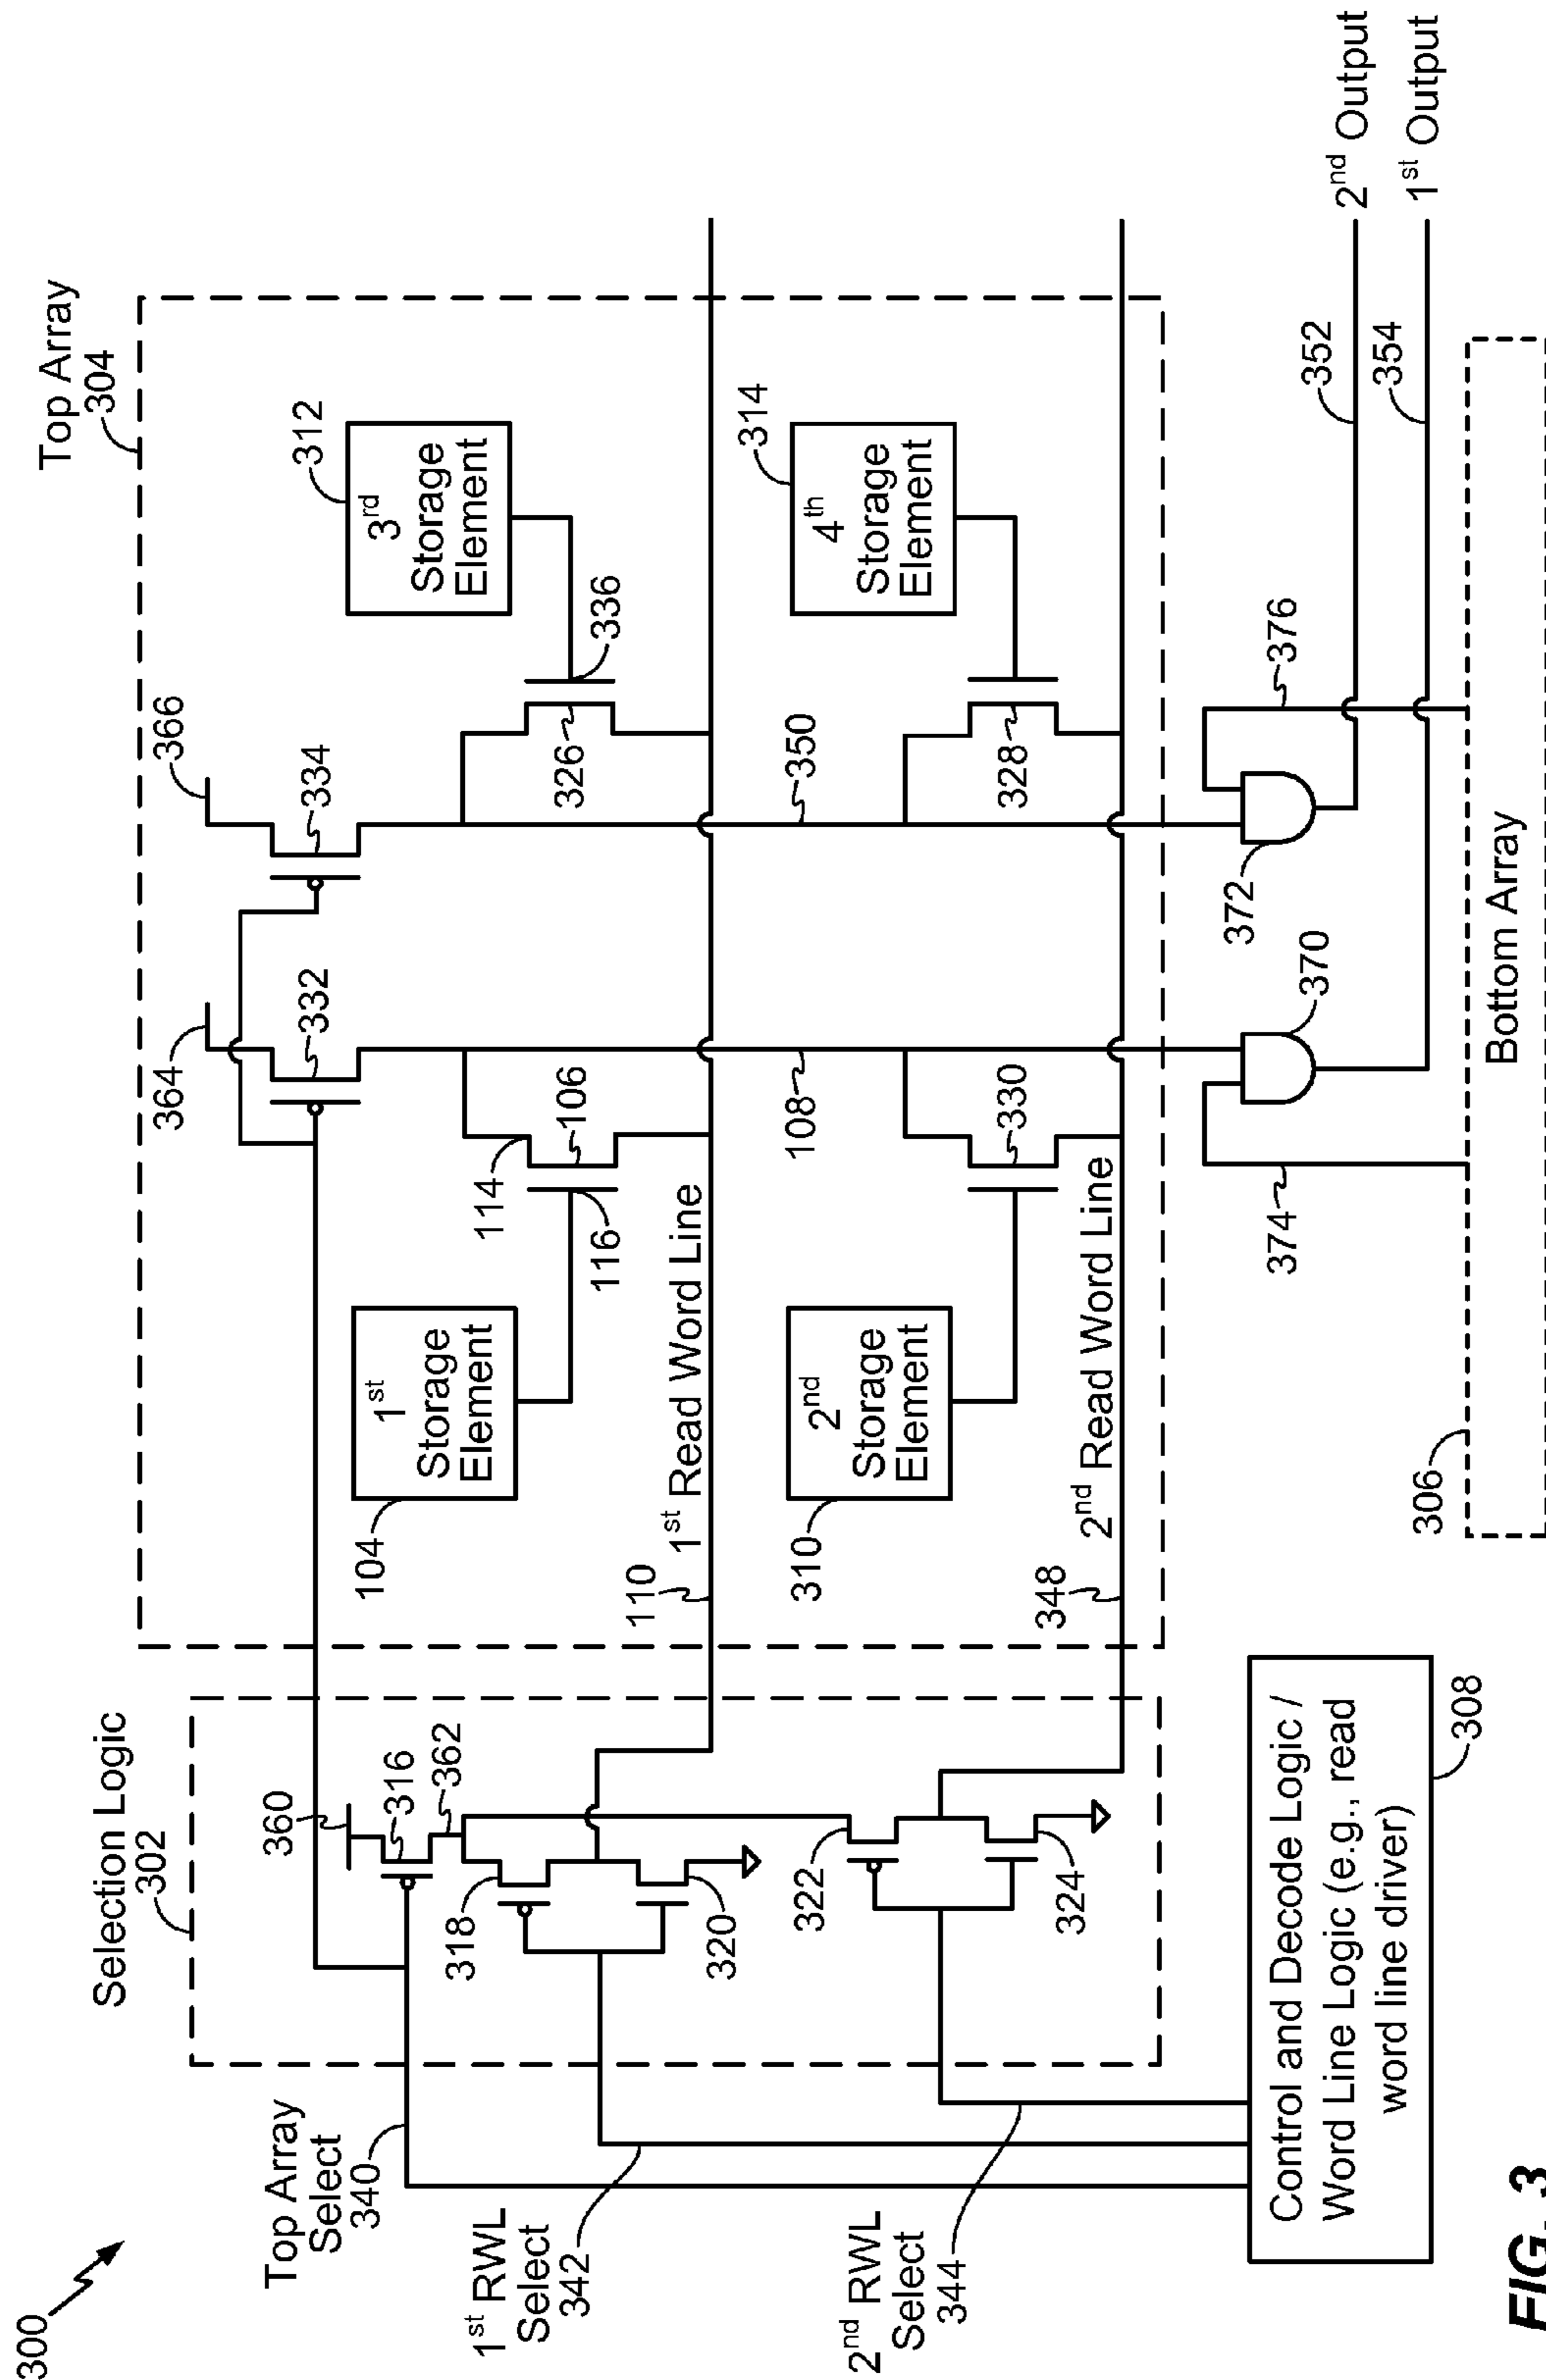 300
Top Array
304
Selection Logic
302
Top Array
Select
340
1st RWL
Select
342
2nd RWL
Select
344
360
316
362
318
320
322
324
364
332
366
334
1st
Storage
Element
104
114
106
116
3rd
Storage
Element
312
336
326
110
1st Read Word Line
2nd
Storage
Element
310
330
108
4th
Storage
Element
314
328
350
348
2nd Read Word Line
374
370
372
376
352
2nd Output
354
1st Output
306
Bottom Array
Control and Decode Logic /
Word Line Logic (e.g., read
word line driver)
308
FIG. 3